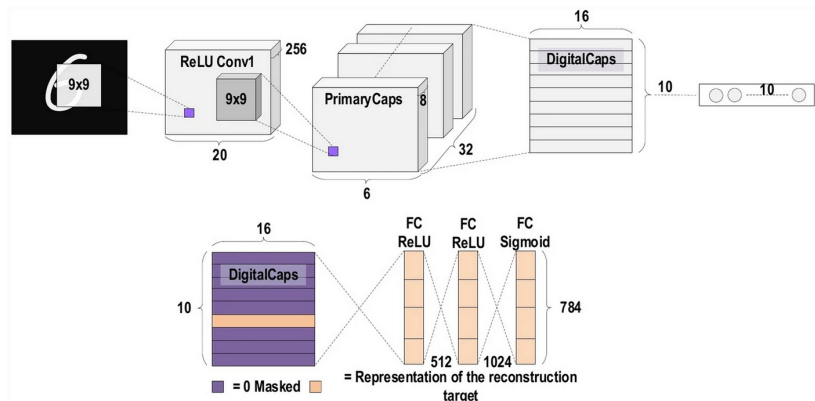 9x9
ReLU Conv1
256
9x9
20
PrimaryCaps
8
32
6
16
DigitalCaps
10
10
16
DigitalCaps
10
FC
ReLU
FC
ReLU
FC
Sigmoid
784
512
1024
= 0 Masked
= Representation of the reconstruction
target